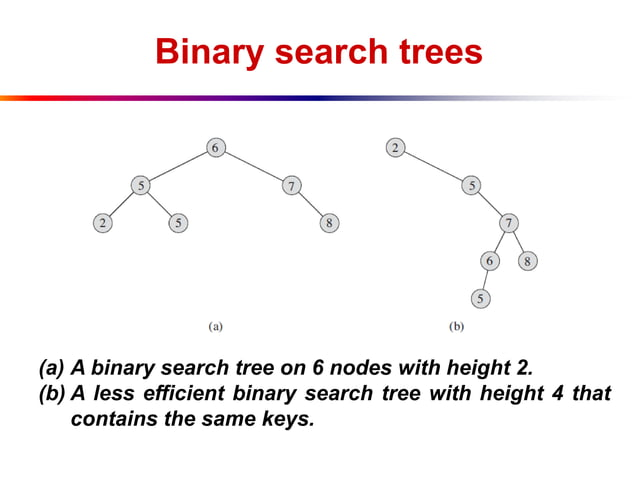 Binary search trees
6
2
5
7
5
2
5
8
7
6
8
5
(a)
(b)
(a) A binary search tree on 6 nodes with height 2.
(b) A less efficient binary search tree with height 4 that
contains the same keys.